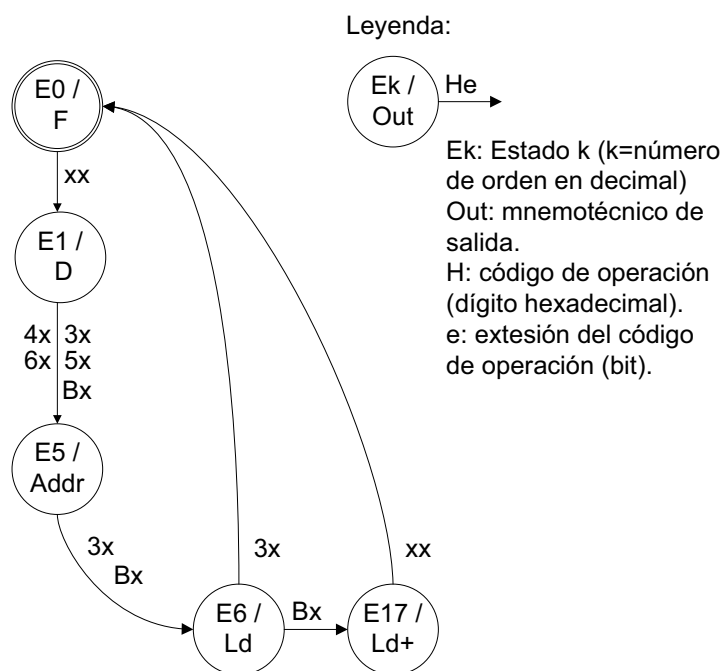 Leyenda:
E0 /
F
Ek /
Out
He
Ek: Estado k (k=número
de orden en decimal)
Out: mnemotécnico de
salida.
H: código de operación
(dígito hexadecimal).
e: extesión del código
de operación (bit).
xx
E1 /
D
4x 3x
6x 5x
Bx
E5 /
Addr
3x
Bx
3x
xx
E6 /
Ld
Bx
E17 /
Ld+